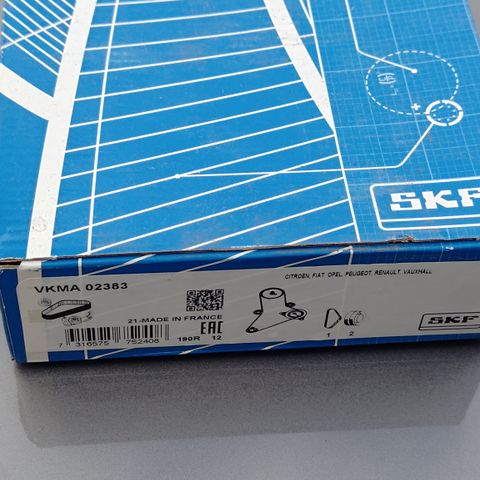 SKF
VKMA 02383
CITROEN, FIAT, OPEL, PEUGEOT, RENAULT, VAUXHALL
21-MADE IN FRANCE
EAC
7 316575 752408
190R 12
1 2
SKF